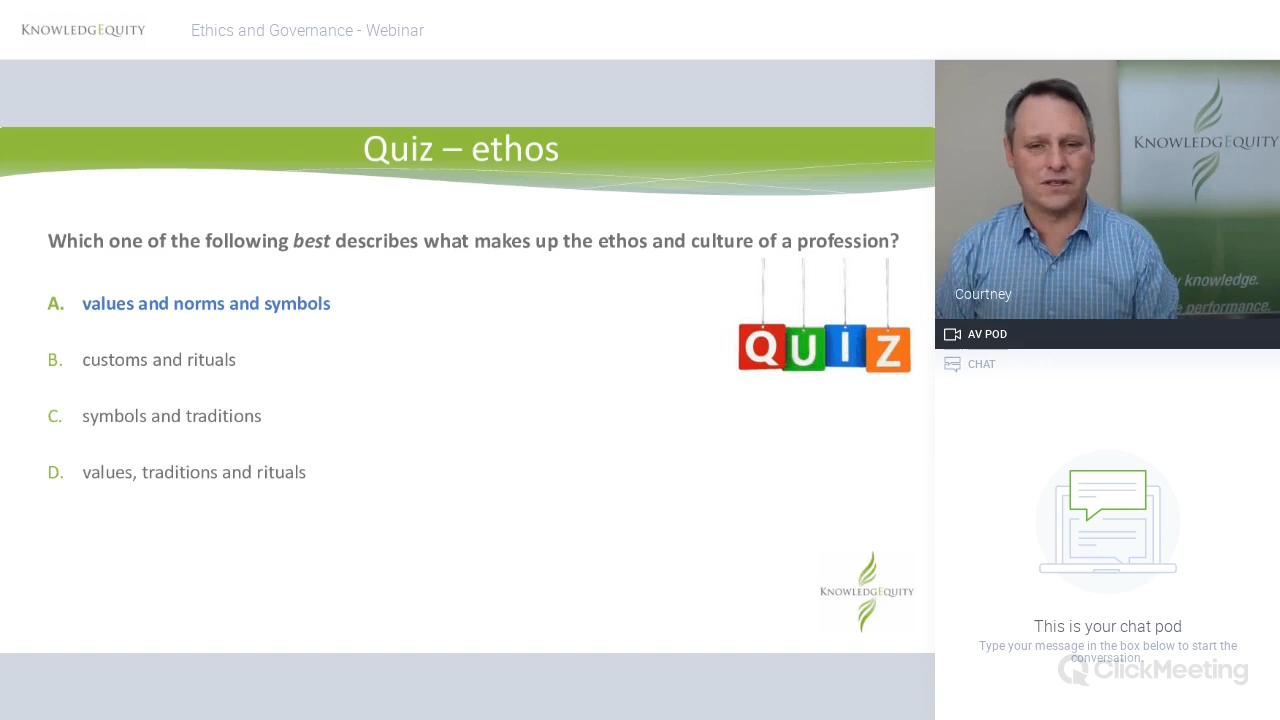 KNOWLEDGEQUITY
Ethics and Governance - Webinar
Quiz – ethos
Which one of the following best describes what makes up the ethos and culture of a profession?
A. values and norms and symbols
B. customs and rituals
C. symbols and traditions
D. values, traditions and rituals
QUIZ
KNOWLEDGEQUITY
KNOWLEDGEQUITY
y knowledge.
e performance.
Courtney
AV POD
CHAT
This is your chat pod
Type your message in the box below to start the
conversation.
ClickMeeting